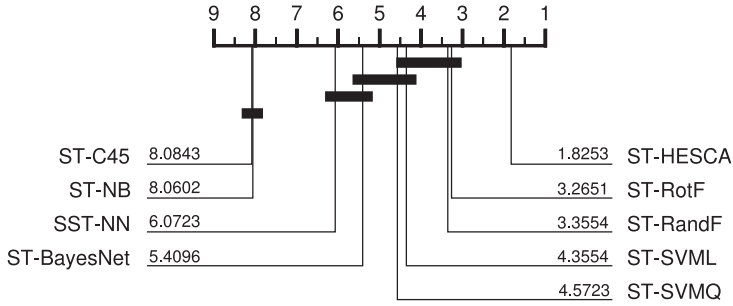 9 8 7 6 5 4 3 2 1
ST-C45 8.0843 1.8253 ST-HESCA
ST-NB 8.0602 3.2651 ST-RotF
SST-NN 6.0723 3.3554 ST-RandF
ST-BayesNet 5.4096 4.3554 ST-SVML
4.5723 ST-SVMQ